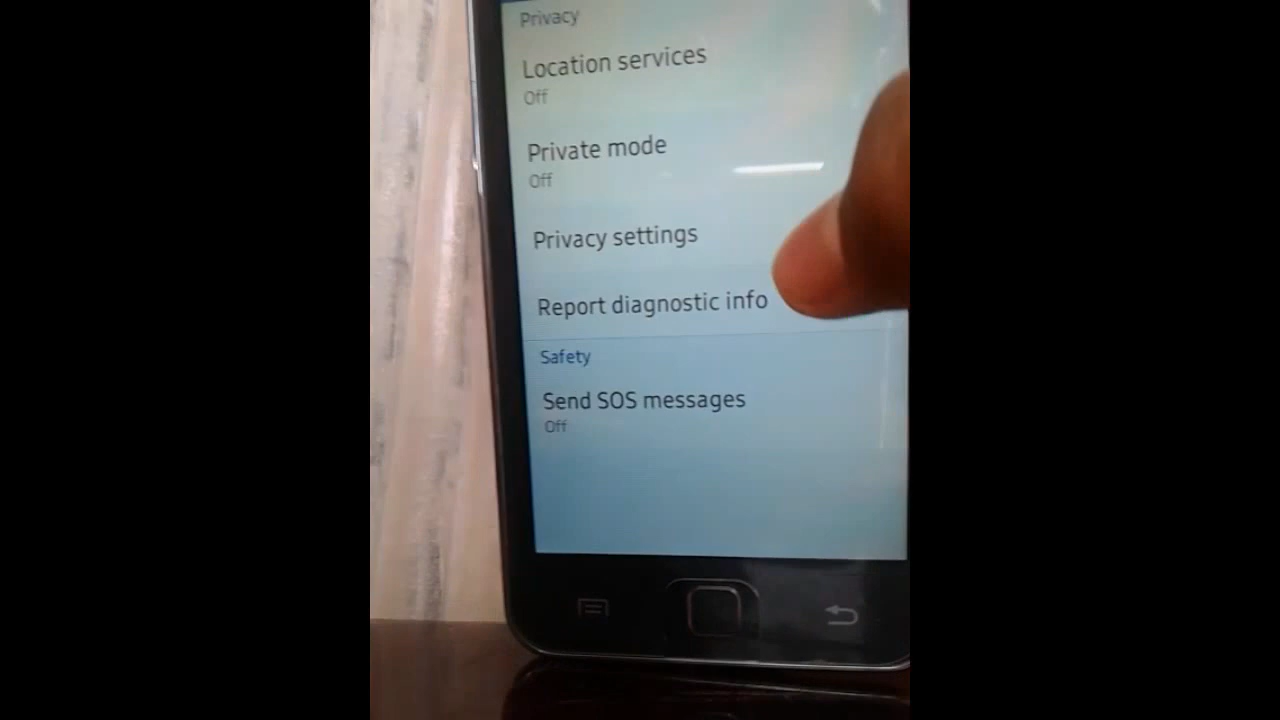 Privacy
Location services
Off
Private mode
Off
Privacy settings
Report diagnostic info
Safety
Send SOS messages
Off